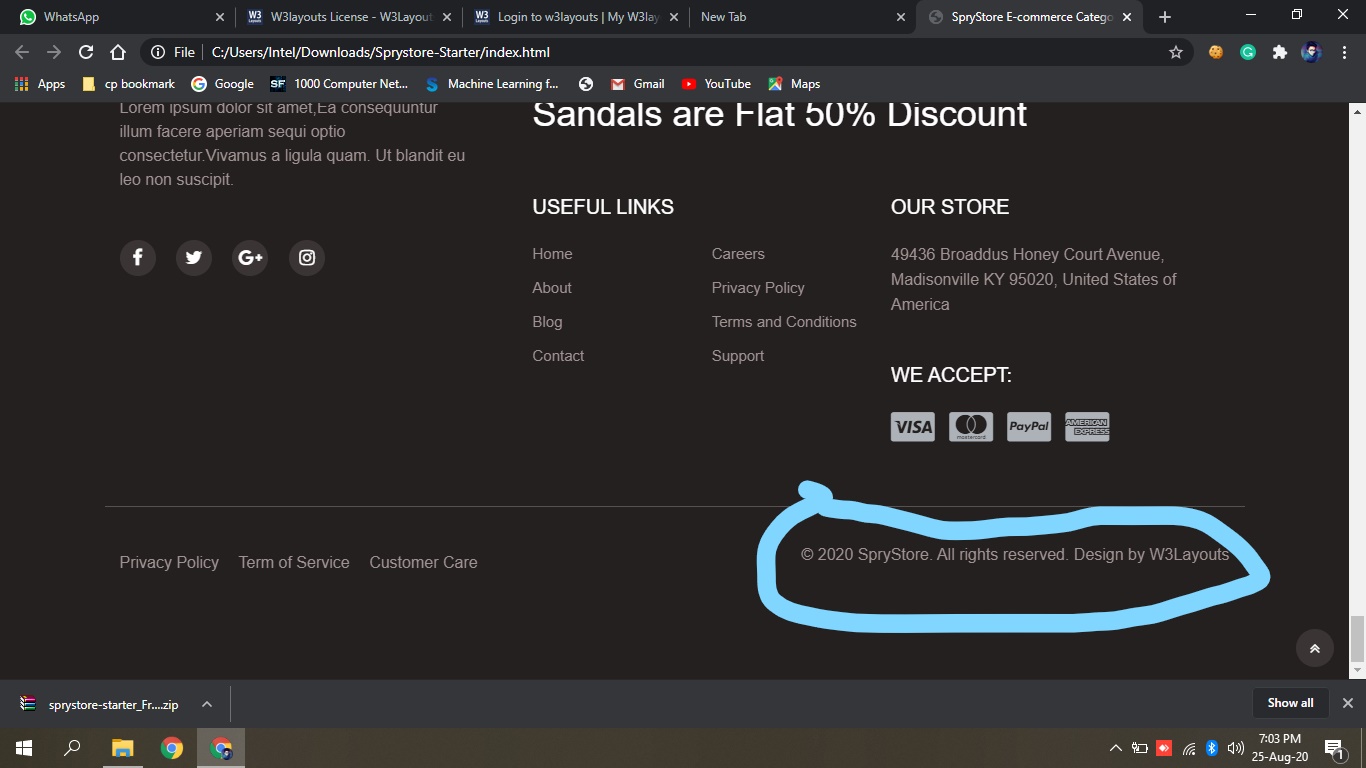 WhatsApp
W3layouts License - W3Layout
Login to w3layouts | My W3lay
New Tab
SpryStore E-commerce Catego
File
C:/Users/Intel/Downloads/Sprystore-Starter/index.html
Apps
cp bookmark
Google
SF
1000 Computer Net...
Machine Learning f...
Gmail
YouTube
Maps
Lorem ipsum dolor sit amet,Ea consequuntur
illum facere aperiam sequi optio
consectetur.Vivamus a ligula quam. Ut blandit eu
leo non suscipit.
Sandals are Flat 50% Discount
USEFUL LINKS
Home
About
Blog
Contact
Careers
Privacy Policy
Terms and Conditions
Support
OUR STORE
49436 Broaddus Honey Court Avenue,
Madisonville KY 95020, United States of
America
WE ACCEPT:
VISA
mastercard
PayPal
AMERICAN
EXPRESS
Privacy Policy
Term of Service
Customer Care
© 2020 SpryStore. All rights reserved. Design by W3Layouts
sprystore-starter_Fr....zip
Show all
7:03 PM
25-Aug-20
1